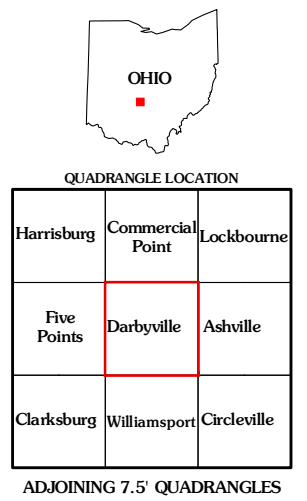 OHIO
QUADRANGLE LOCATION
Harrisburg
Commercial
Point
Lockbourne
Five
Points
Darbyville
Ashville
Clarksburg
Williamsport
Circleville
ADJOINING 7.5' QUADRANGLES